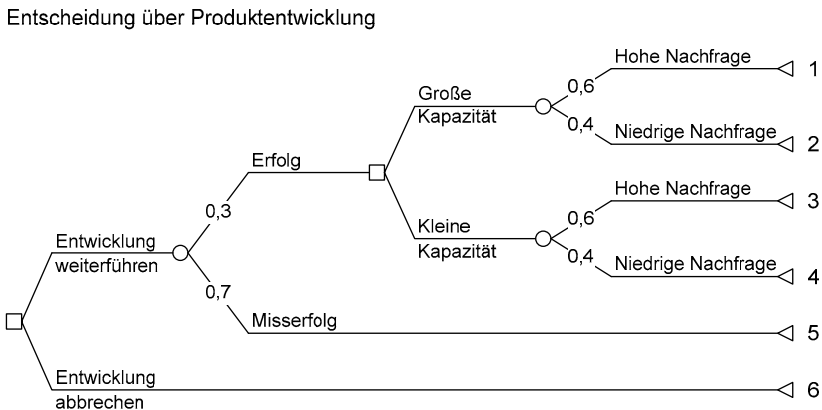 Entscheidung über Produktentwicklung
Hohe Nachfrage
1
0,6
Große
Kapazität
0,4
Niedrige Nachfrage
2
Erfolg
Hohe Nachfrage
3
0,3
0,6
Kleine
Kapazität
0,4
Niedrige Nachfrage
4
Entwicklung
weiterführen
0,7
Misserfolg
5
Entwicklung
abbrechen
6